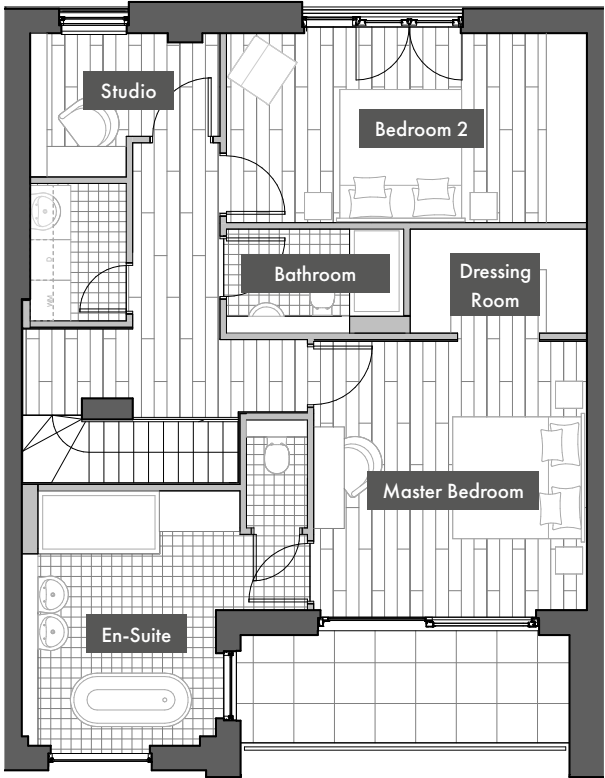 Studio
Bedroom 2
Bathroom
Dressing
Room
Master Bedroom
En-Suite